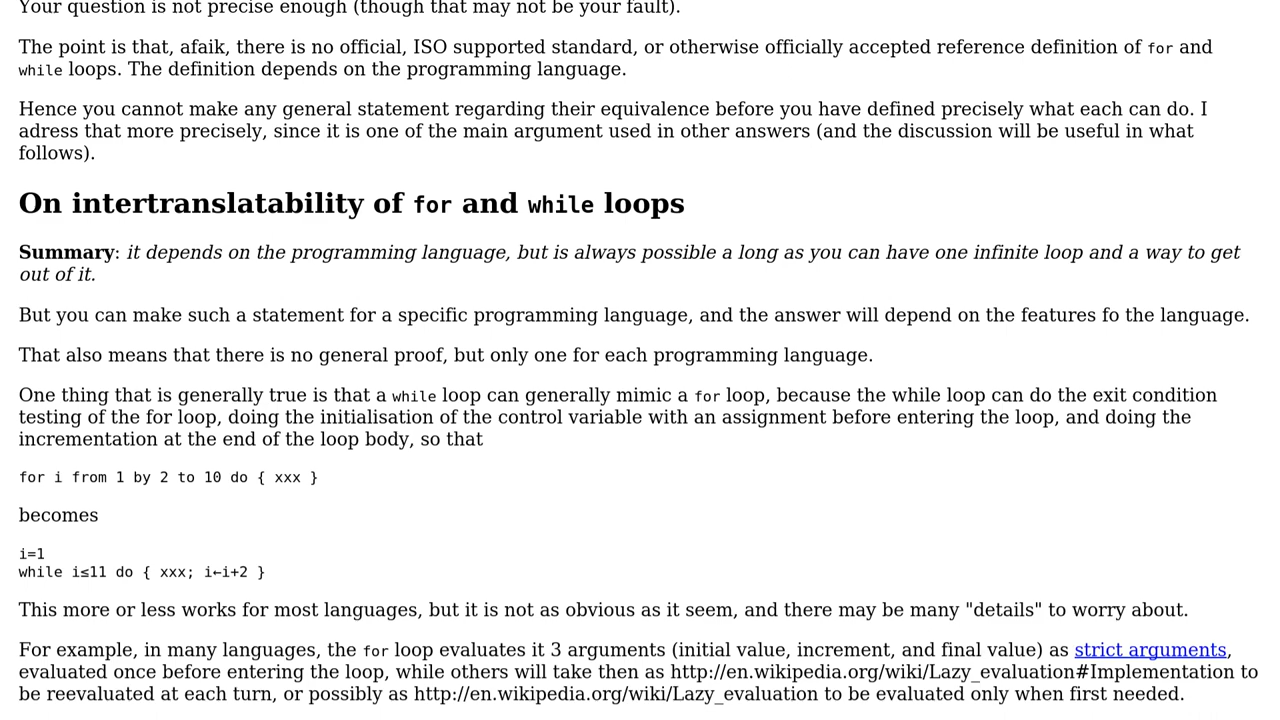 Your question is not precise enough (though that may not be your fault).
The point is that, afaik, there is no official, ISO supported standard, or otherwise officially accepted reference definition of for and
while loops. The definition depends on the programming language.
Hence you cannot make any general statement regarding their equivalence before you have defined precisely what each can do. I
adress that more precisely, since it is one of the main argument used in other answers (and the discussion will be useful in what
follows).
On intertranslatability of for and while loops
Summary: it depends on the programming language, but is always possible a long as you can have one infinite loop and a way to get
out of it.
But you can make such a statement for a specific programming language, and the answer will depend on the features fo the language.
That also means that there is no general proof, but only one for each programming language.
One thing that is generally true is that a while loop can generally mimic a for loop, because the while loop can do the exit condition
testing of the for loop, doing the initialisation of the control variable with an assignment before entering the loop, and doing the
incrementation at the end of the loop body, so that
for i from 1 by 2 to 10 do { xxx }
becomes
i=1
while i≤11 do { xxx; i←i+2 }
This more or less works for most languages, but it is not as obvious as it seem, and there may be many "details" to worry about.
For example, in many languages, the for loop evaluates it 3 arguments (initial value, increment, and final value) as strict arguments,
evaluated once before entering the loop, while others will take then as http://en.wikipedia.org/wiki/Lazy_evaluation#Implementation to
be reevaluated at each turn, or possibly as http://en.wikipedia.org/wiki/Lazy_evaluation to be evaluated only when first needed.